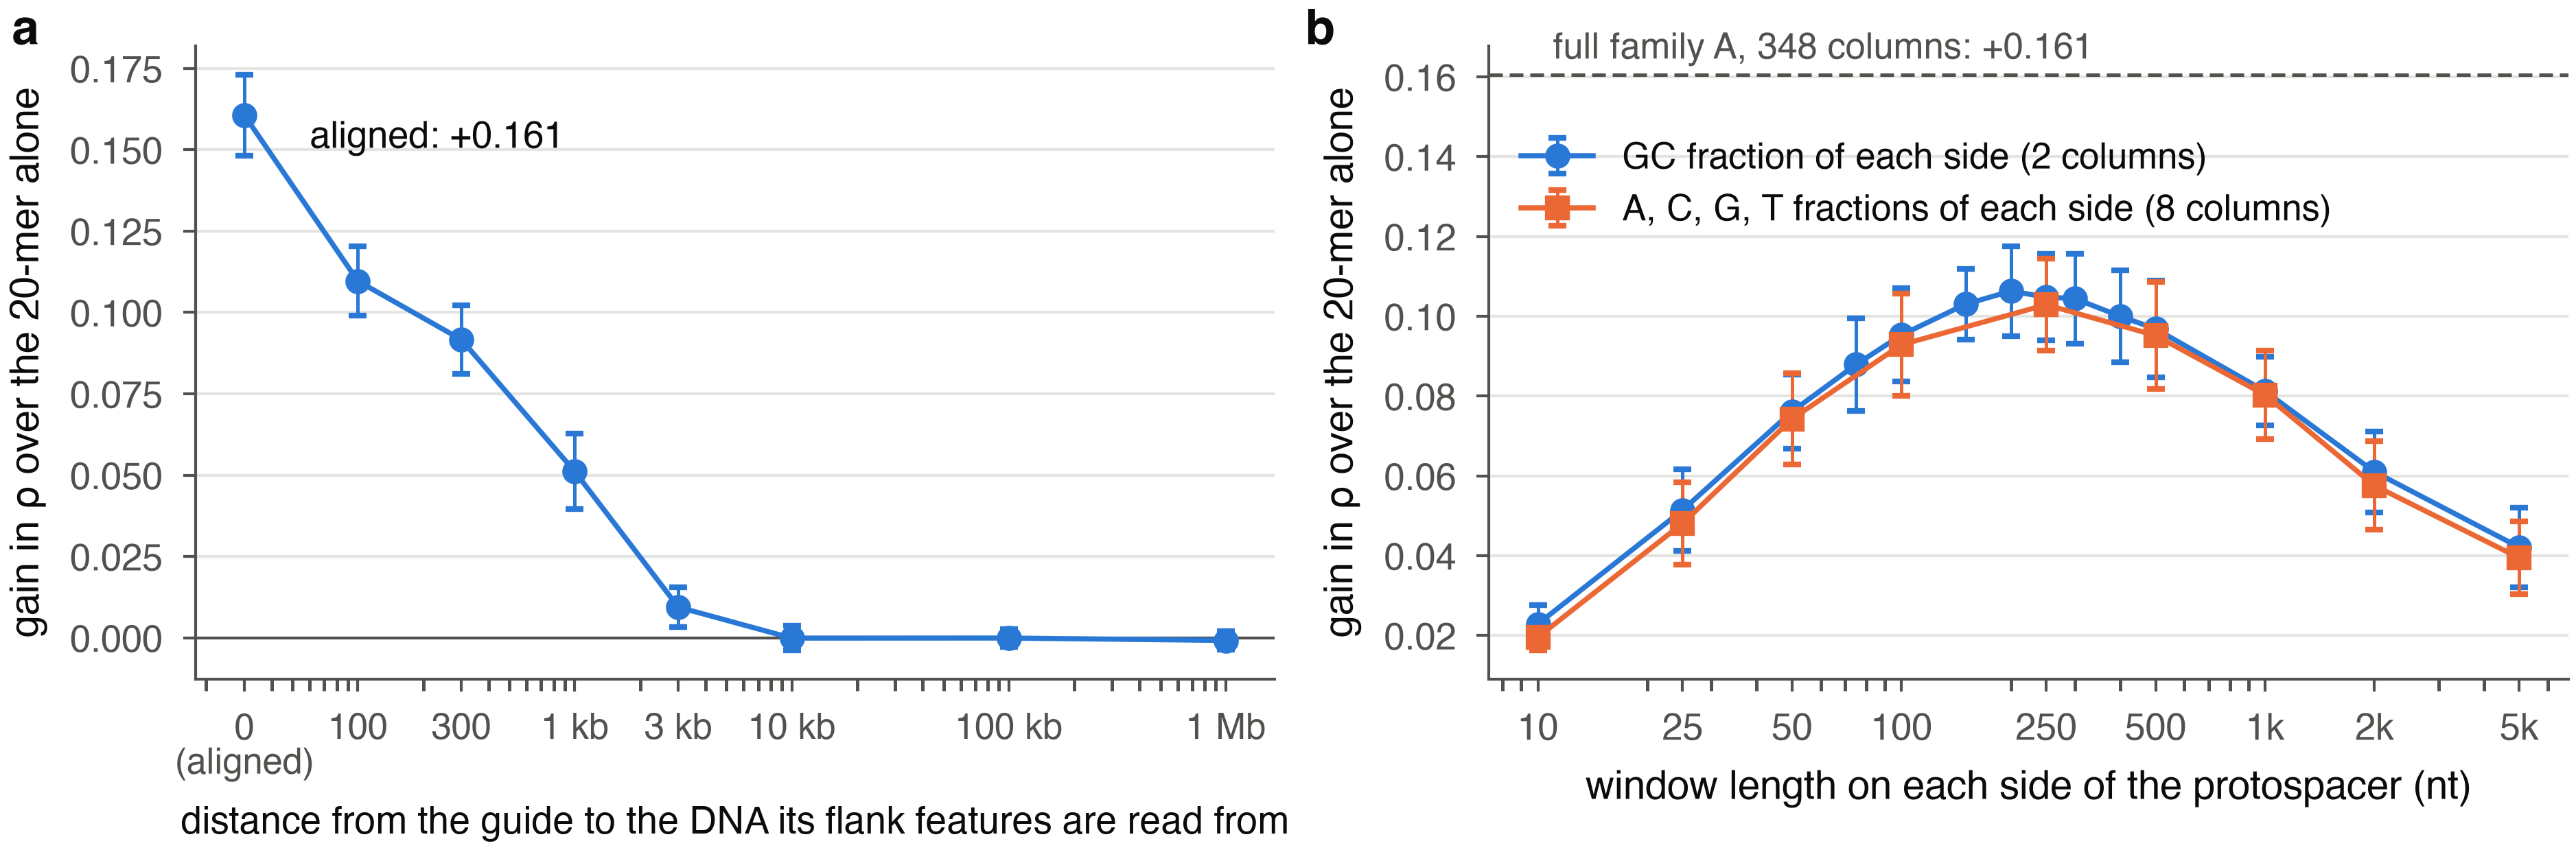 a
gain in ρ over the 20-mer alone
0.175
0.150
0.125
0.100
0.075
0.050
0.025
0.000
aligned: +0.161
0 100 300 1 kb 3 kb 10 kb 100 kb 1 Mb
(aligned)
distance from the guide to the DNA its flank features are read from
b
gain in ρ over the 20-mer alone
full family A, 348 columns: +0.161
0.16
0.14
0.12
0.10
0.08
0.06
0.04
0.02
GC fraction of each side (2 columns)
A, C, G, T fractions of each side (8 columns)
10 25 50 100 250 500 1k 2k 5k
window length on each side of the protospacer (nt)